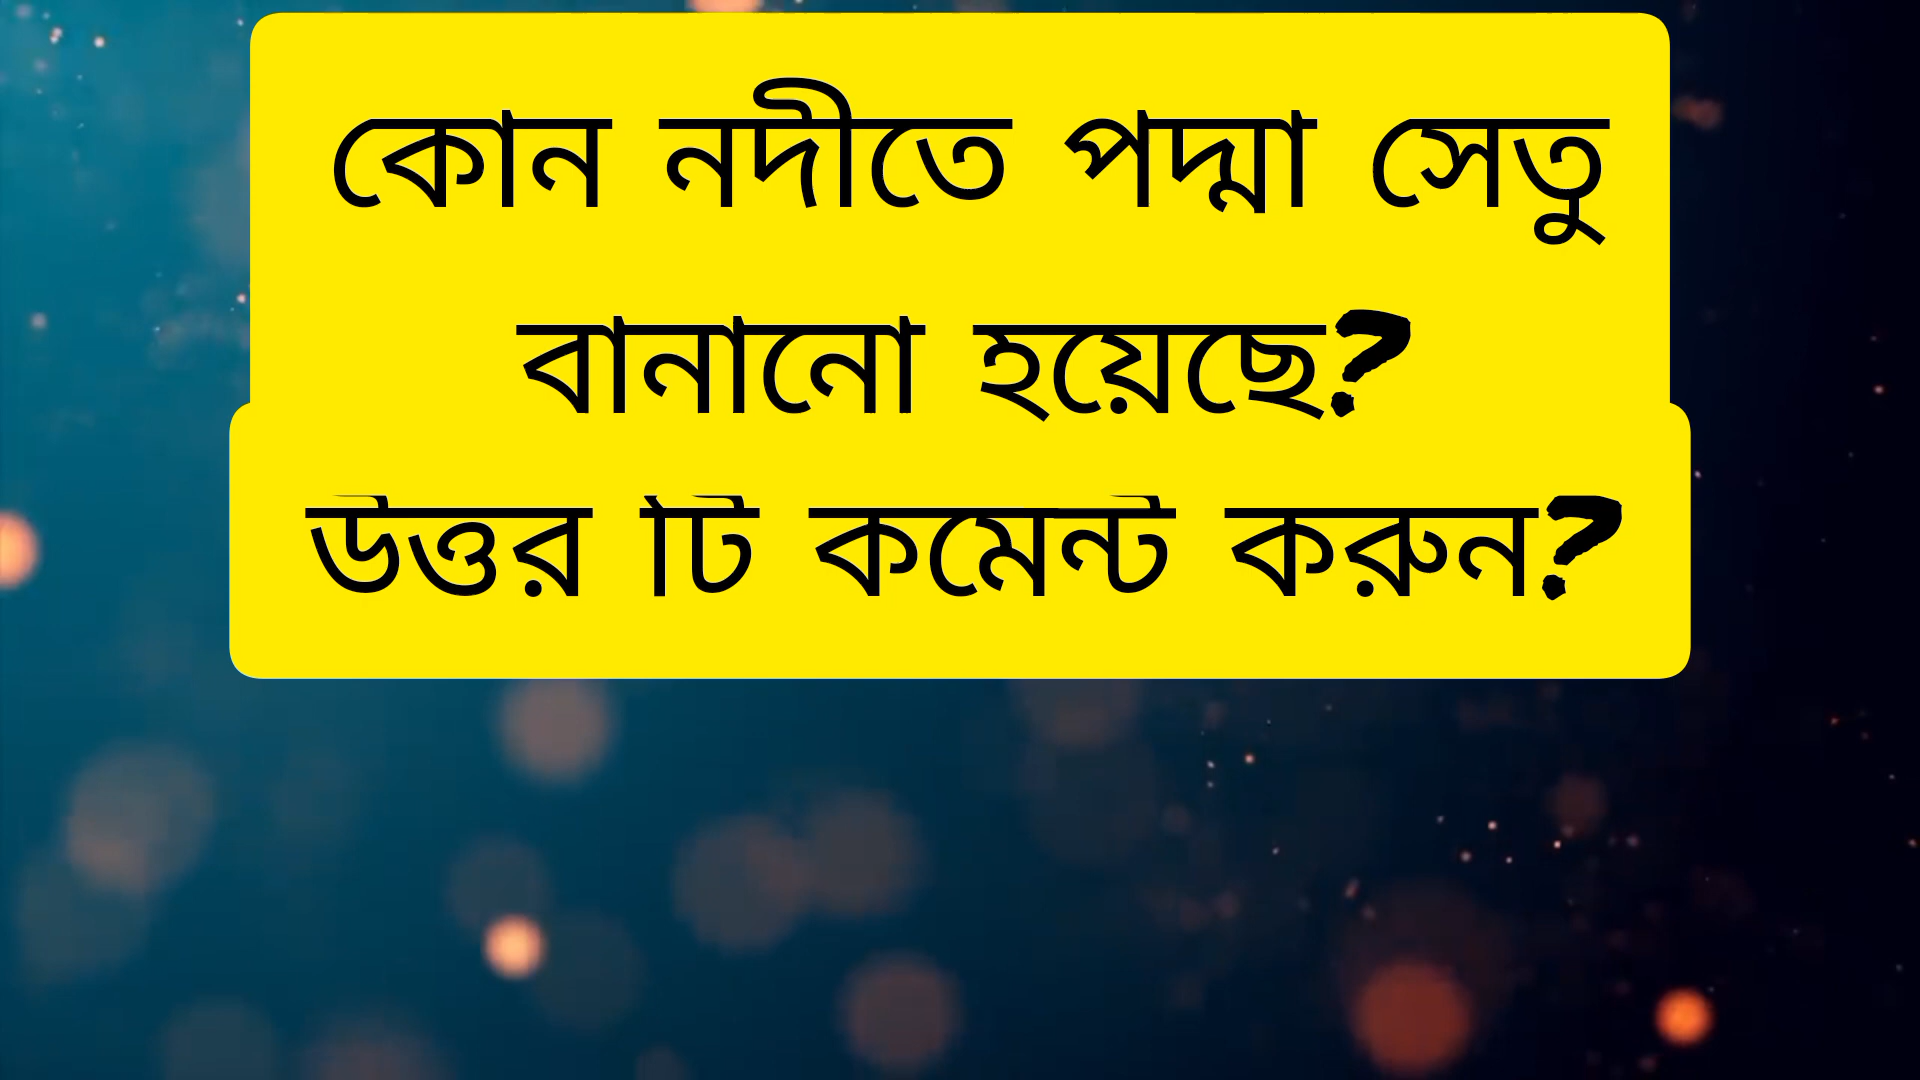 কোন নদীতে পদ্মা সেতু
বানানো হয়েছে?
উত্তর টি কমেন্ট করুন?